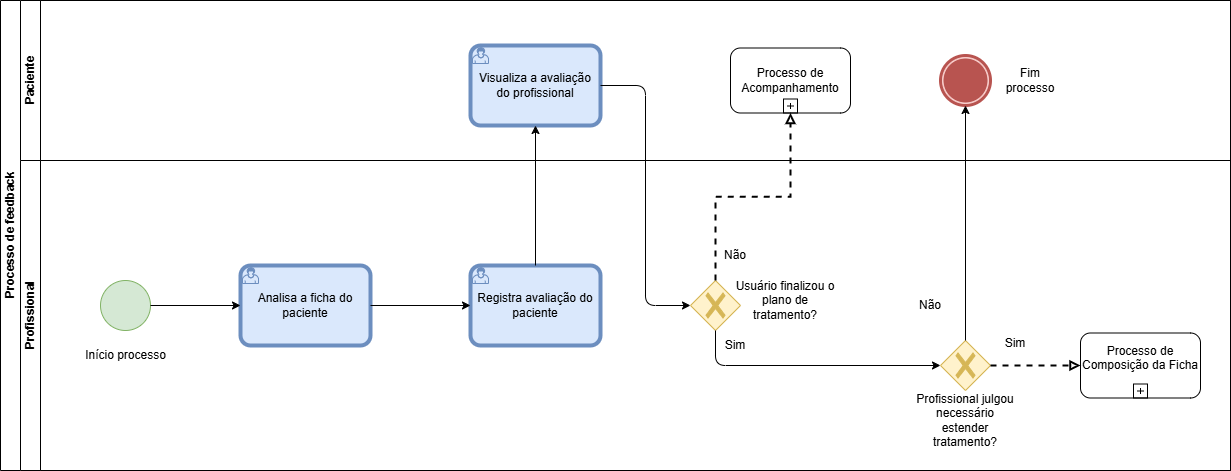 Processo de feedback
Paciente
Profissional
Visualiza a avaliação
do profissional
Processo de
Acompanhamento
Fim
processo
Início processo
Analisa a ficha do
paciente
Registra avaliação do
paciente
Não
Usuário finalizou o
plano de
tratamento?
Sim
Não
Sim
Profissional julgou
necessário
estender
tratamento?
Processo de
Composição da Ficha